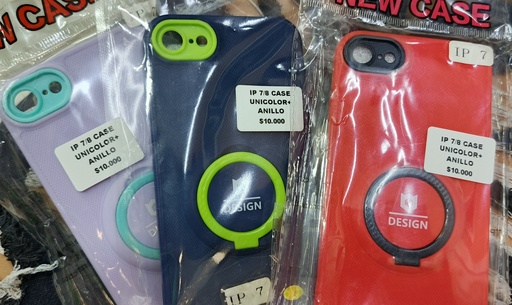 W CASE
NEW CASE
IP 7
IP 7/8 CASE
UNICOLOR+
ANILLO
$10.000
IP 7/8 CASE
UNICOLOR+
ANILLO
$10.000
IP 7/8 CASE
UNICOLOR+
ANILLO
$10.000
DESIGN
DESIGN
IP 7